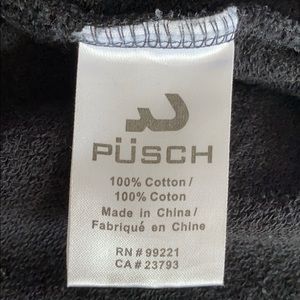 PÜSCH
100% Cotton /
100% Coton
Made in China /
Fabriqué en Chine
RN # 99221
CA # 23793